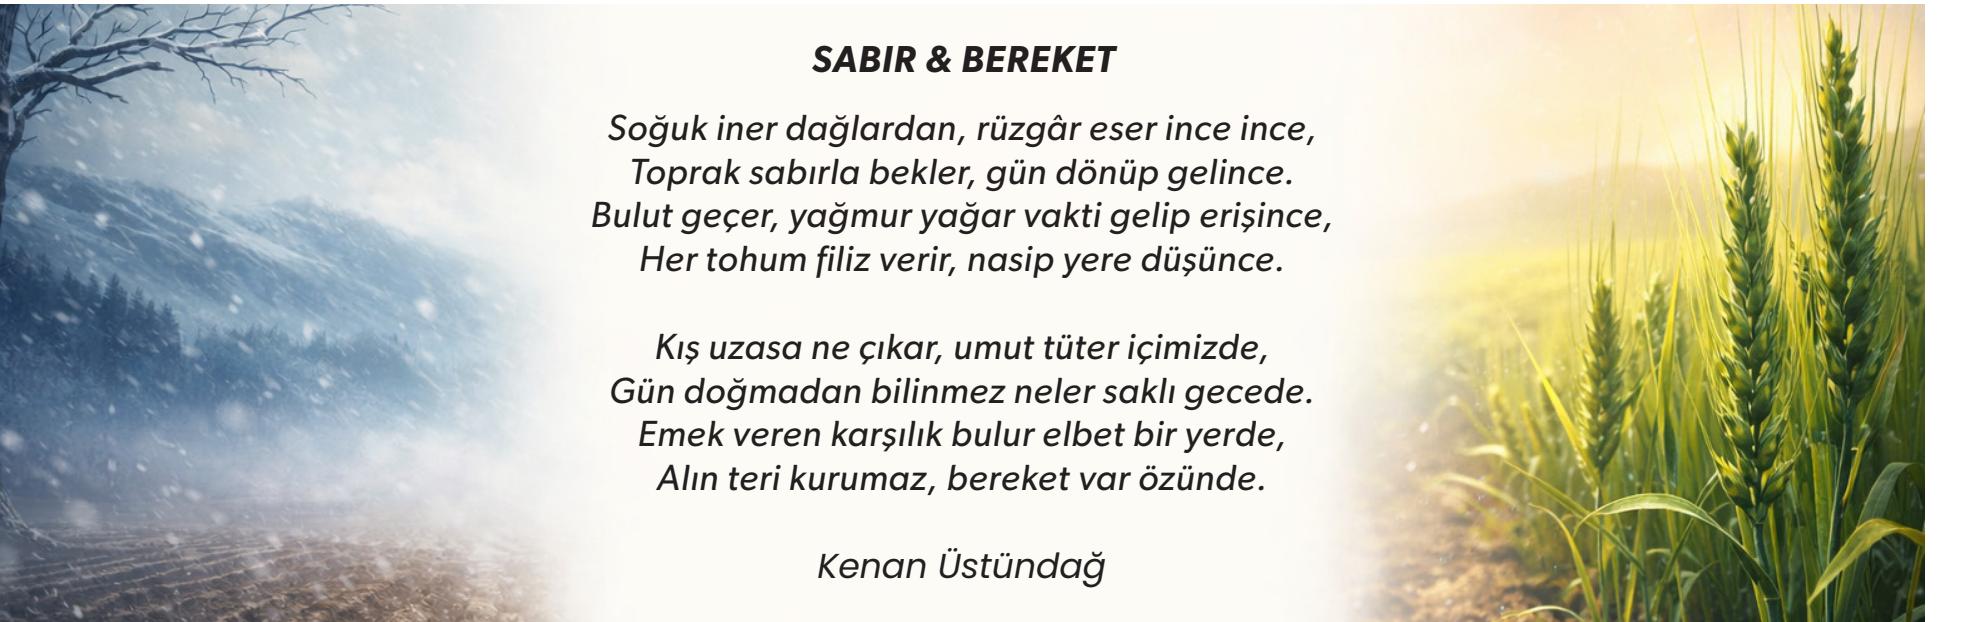 SABIR & BEREKET
Soğuk iner dağlardan, rüzgâr eser ince ince,
Toprak sabırla bekler, gün dönüp gelince.
Bulut geçer, yağmur yağar vakti gelip erişince,
Her tohum filiz verir, nasip yere düşünce.
Kış uzasa ne çıkar, umut tüter içimizde,
Gün doğmadan bilinmez neler saklı gecede.
Emek veren karşılık bulur elbet bir yerde,
Alın teri kurumaz, bereket var özünde.
Kenan Üstündağ